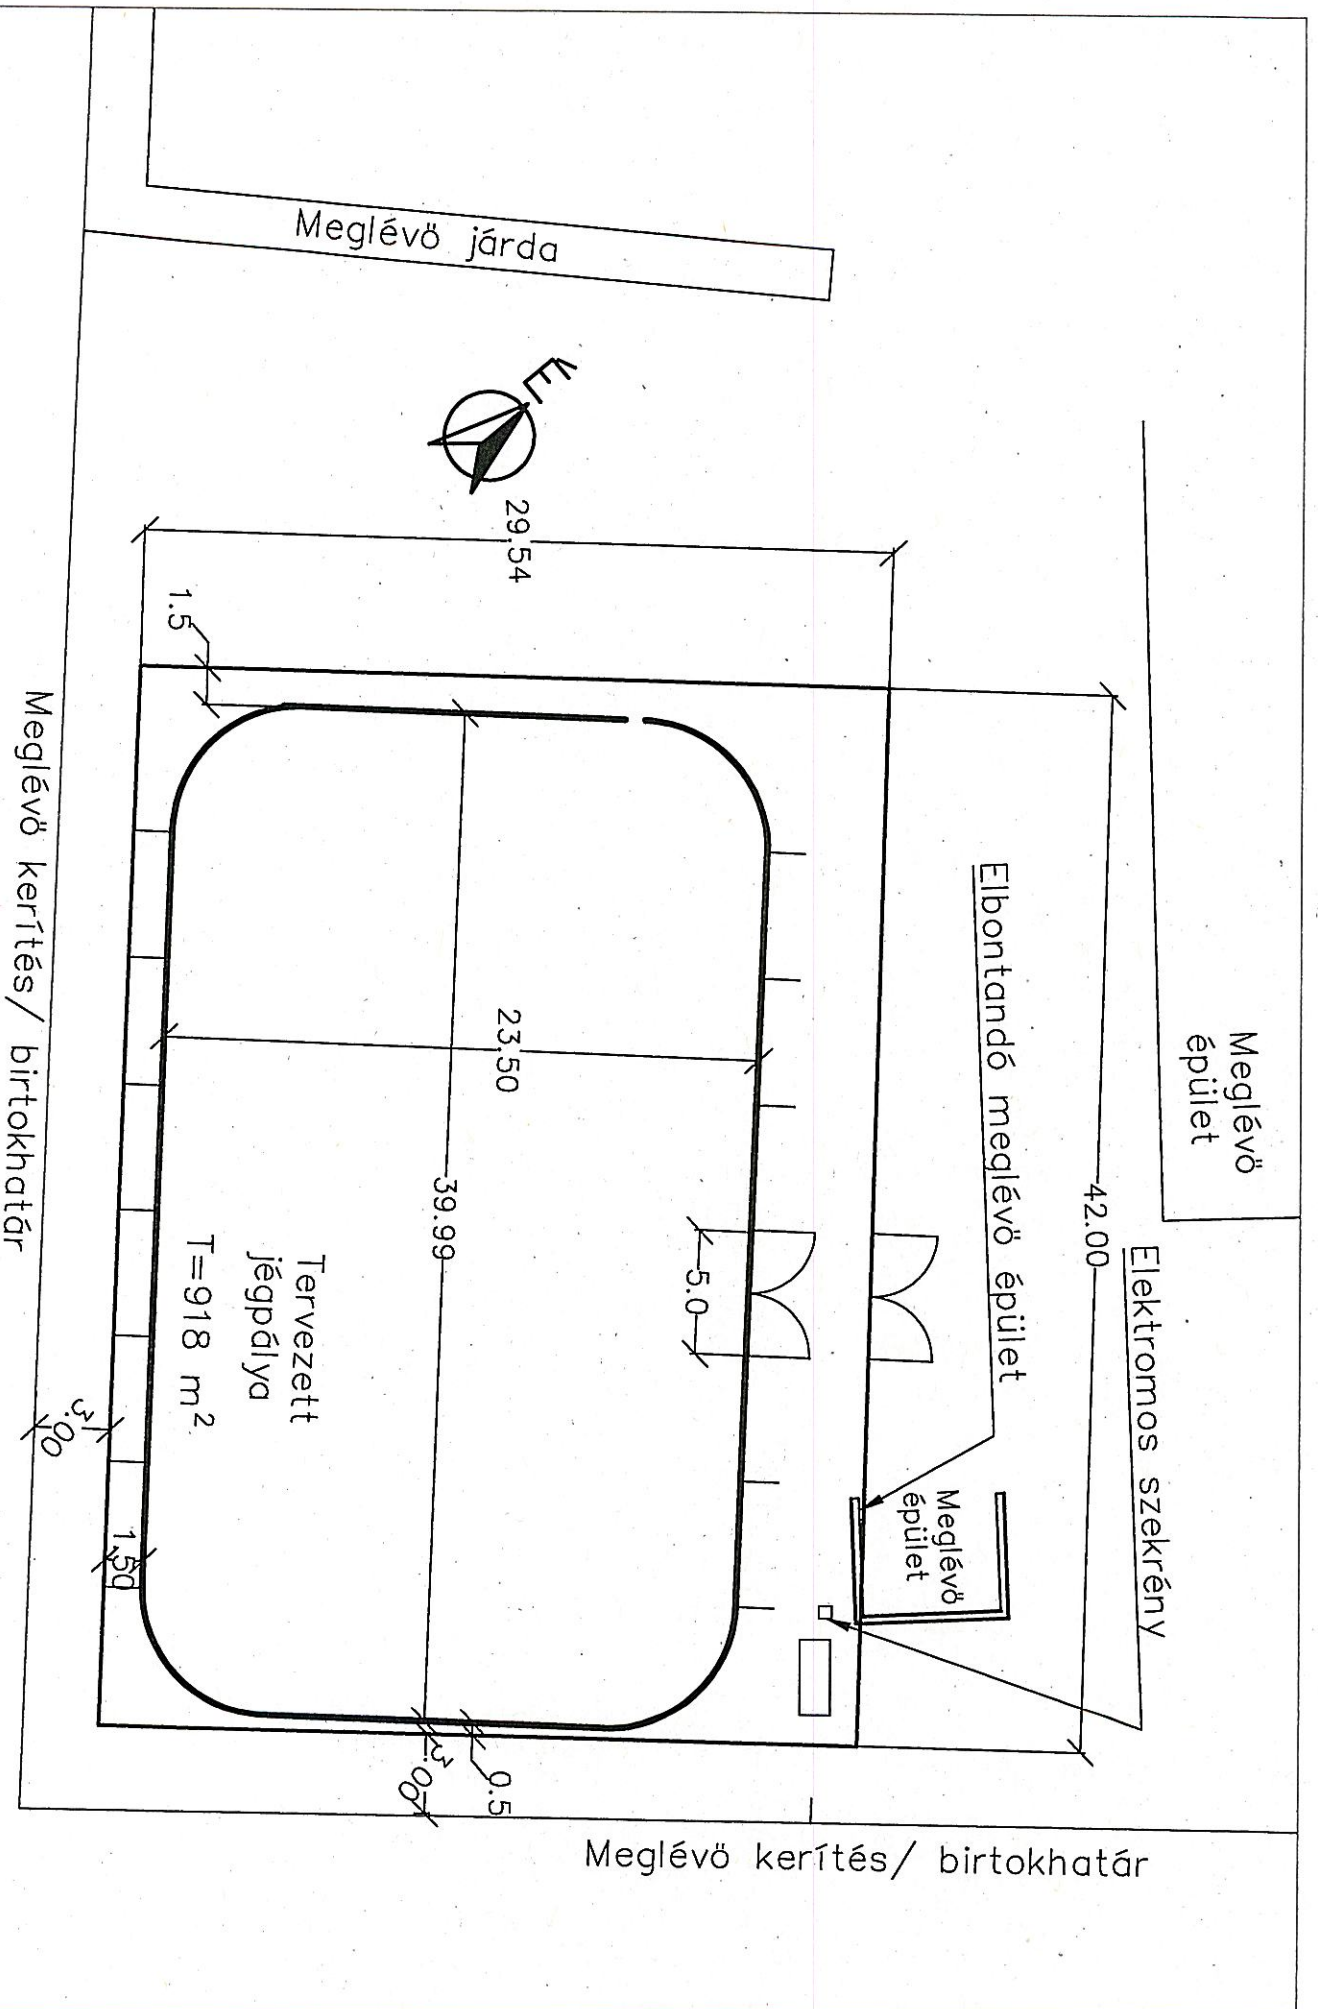 Meglévő járda
É
29.54
1.5
42.00
Meglévő
épület
Elbontandó meglévő épület
Elektromos szekrény
Meglévő
épület
23.50
39.99
5.0
Tervezett
jégpálya
T=918 m²
3.00
1.50
0.5
3.00
Meglévő kerítés/ birtokhatár
Meglévő kerítés/ birtokhatár